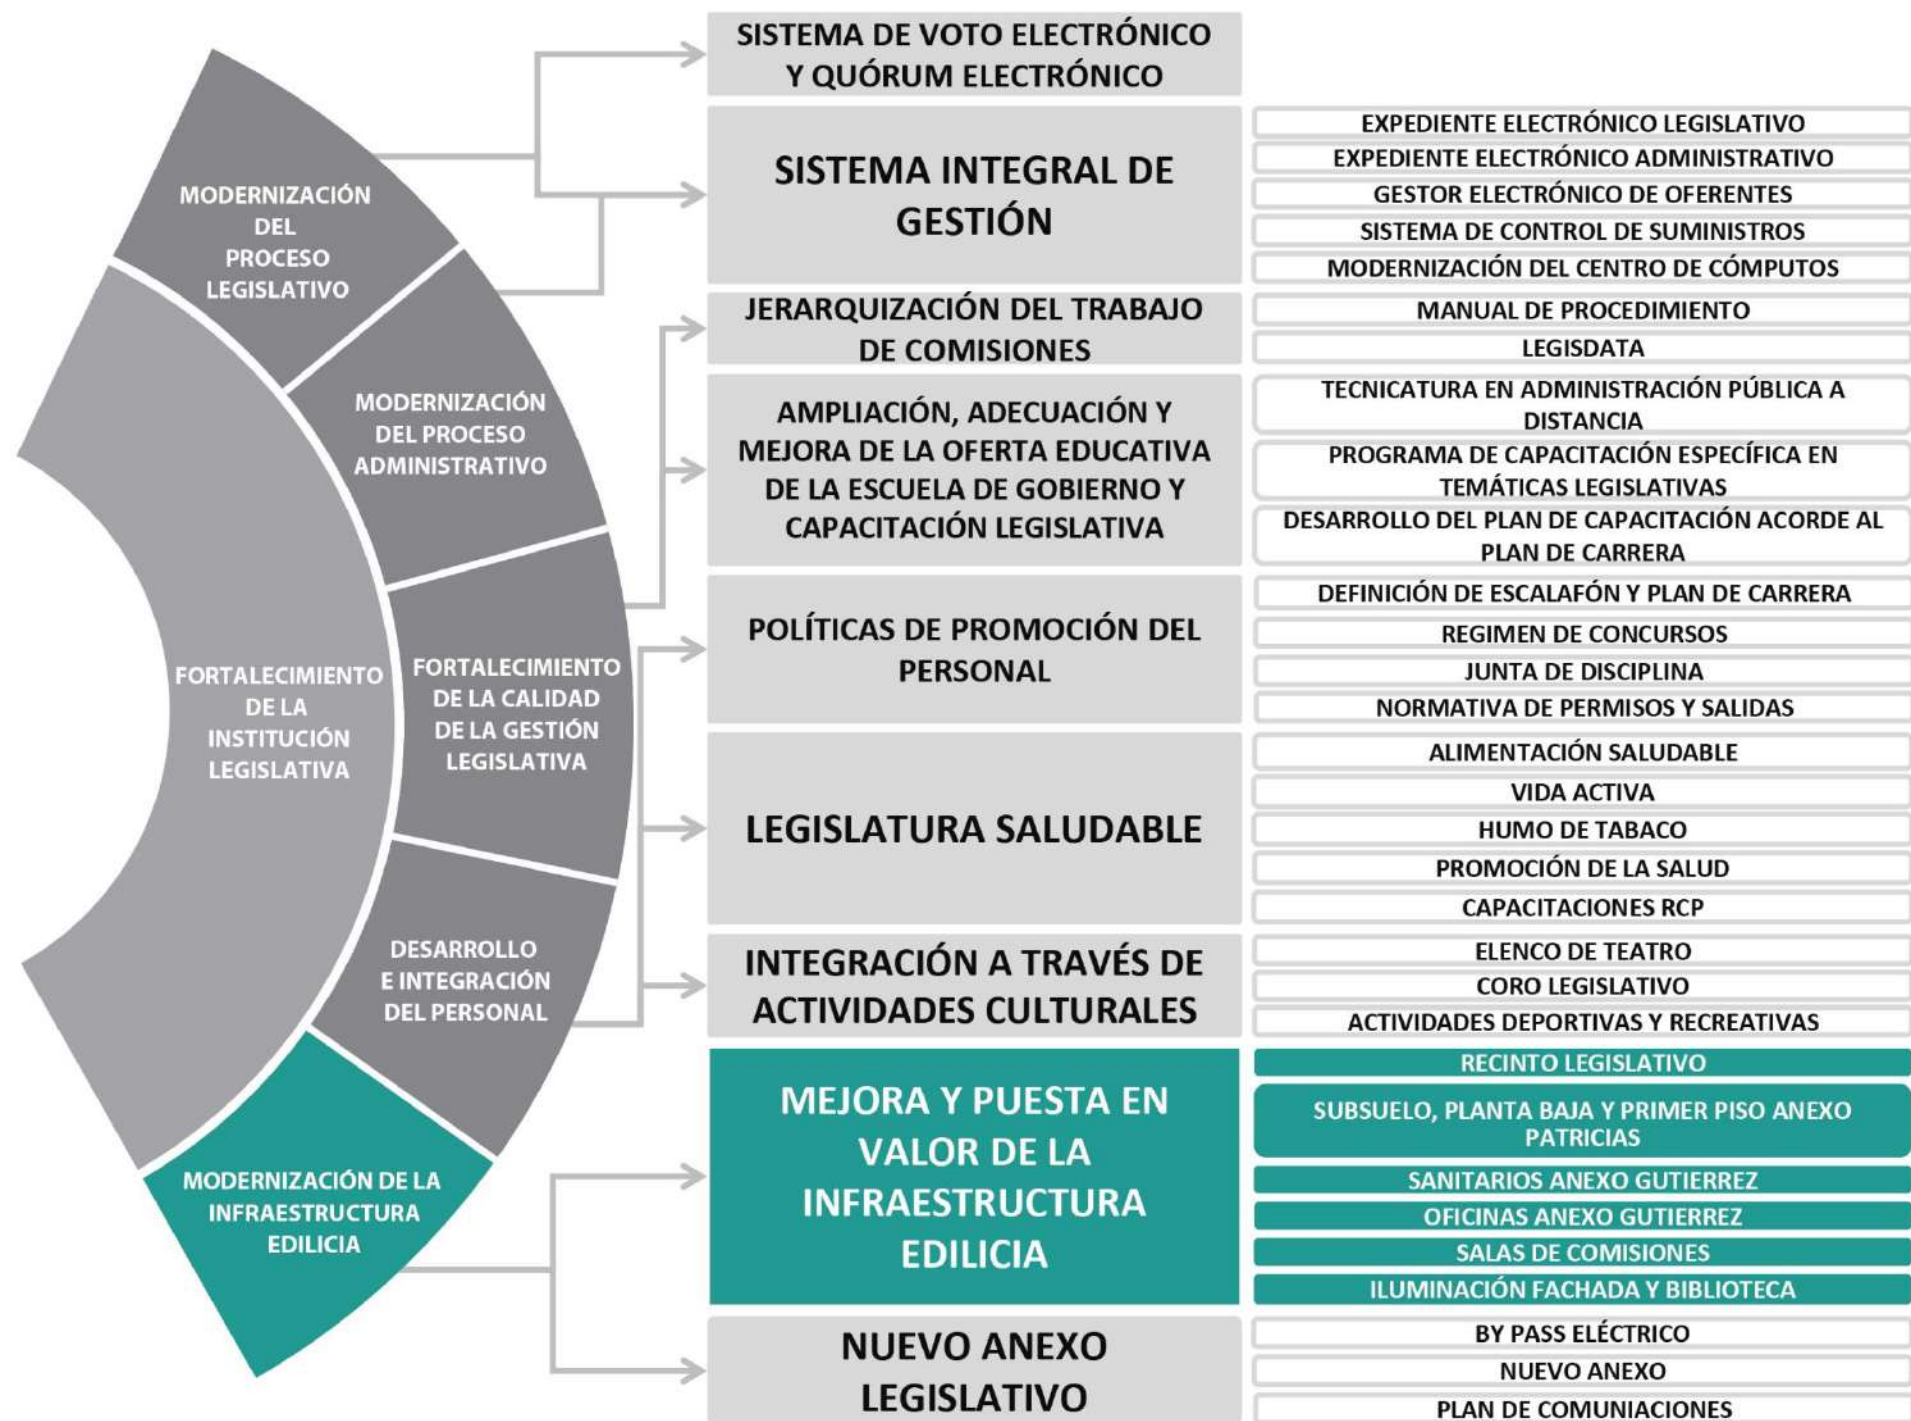 MODERNIZACIÓN
DEL
PROCESO
LEGISLATIVO
MODERNIZACIÓN
DEL PROCESO
ADMINISTRATIVO
FORTALECIMIENTO
DE LA
INSTITUCIÓN
LEGISLATIVA
FORTALECIMIENTO
DE LA CALIDAD
DE LA GESTIÓN
LEGISLATIVA
DESARROLLO
E INTEGRACIÓN
DEL PERSONAL
MODERNIZACIÓN DE LA
INFRAESTRUCTURA
EDILICIA
SISTEMA DE VOTO ELECTRÓNICO
Y QUÓRUM ELECTRÓNICO
SISTEMA INTEGRAL DE
GESTIÓN
EXPEDIENTE ELECTRÓNICO LEGISLATIVO
EXPEDIENTE ELECTRÓNICO ADMINISTRATIVO
GESTOR ELECTRÓNICO DE OFERENTES
SISTEMA DE CONTROL DE SUMINISTROS
MODERNIZACIÓN DEL CENTRO DE CÓMPUTOS
JERARQUIZACIÓN DEL TRABAJO
DE COMISIONES
MANUAL DE PROCEDIMIENTO
LEGISDATA
AMPLIACIÓN, ADECUACIÓN Y
MEJORA DE LA OFERTA EDUCATIVA
DE LA ESCUELA DE GOBIERNO Y
CAPACITACIÓN LEGISLATIVA
TECNICATURA EN ADMINISTRACIÓN PÚBLICA A
DISTANCIA
PROGRAMA DE CAPACITACIÓN ESPECÍFICA EN
TEMÁTICAS LEGISLATIVAS
DESARROLLO DEL PLAN DE CAPACITACIÓN ACORDE AL
PLAN DE CARRERA
POLÍTICAS DE PROMOCIÓN DEL
PERSONAL
DEFINICIÓN DE ESCALAFÓN Y PLAN DE CARRERA
REGIMEN DE CONCURSOS
JUNTA DE DISCIPLINA
NORMATIVA DE PERMISOS Y SALIDAS
LEGISLATURA SALUDABLE
ALIMENTACIÓN SALUDABLE
VIDA ACTIVA
HUMO DE TABACO
PROMOCIÓN DE LA SALUD
CAPACITACIONES RCP
INTEGRACIÓN A TRAVÉS DE
ACTIVIDADES CULTURALES
ELENCO DE TEATRO
CORO LEGISLATIVO
ACTIVIDADES DEPORTIVAS Y RECREATIVAS
MEJORA Y PUESTA EN
VALOR DE LA
INFRAESTRUCTURA
EDILICIA
RECINTO LEGISLATIVO
SUBSUELO, PLANTA BAJA Y PRIMER PISO ANEXO
PATRICIAS
SANITARIOS ANEXO GUTIERREZ
OFICINAS ANEXO GUTIERREZ
SALAS DE COMISIONES
ILUMINACIÓN FACHADA Y BIBLIOTECA
NUEVO ANEXO
LEGISLATIVO
BY PASS ELÉCTRICO
NUEVO ANEXO
PLAN DE COMUNIACIONES